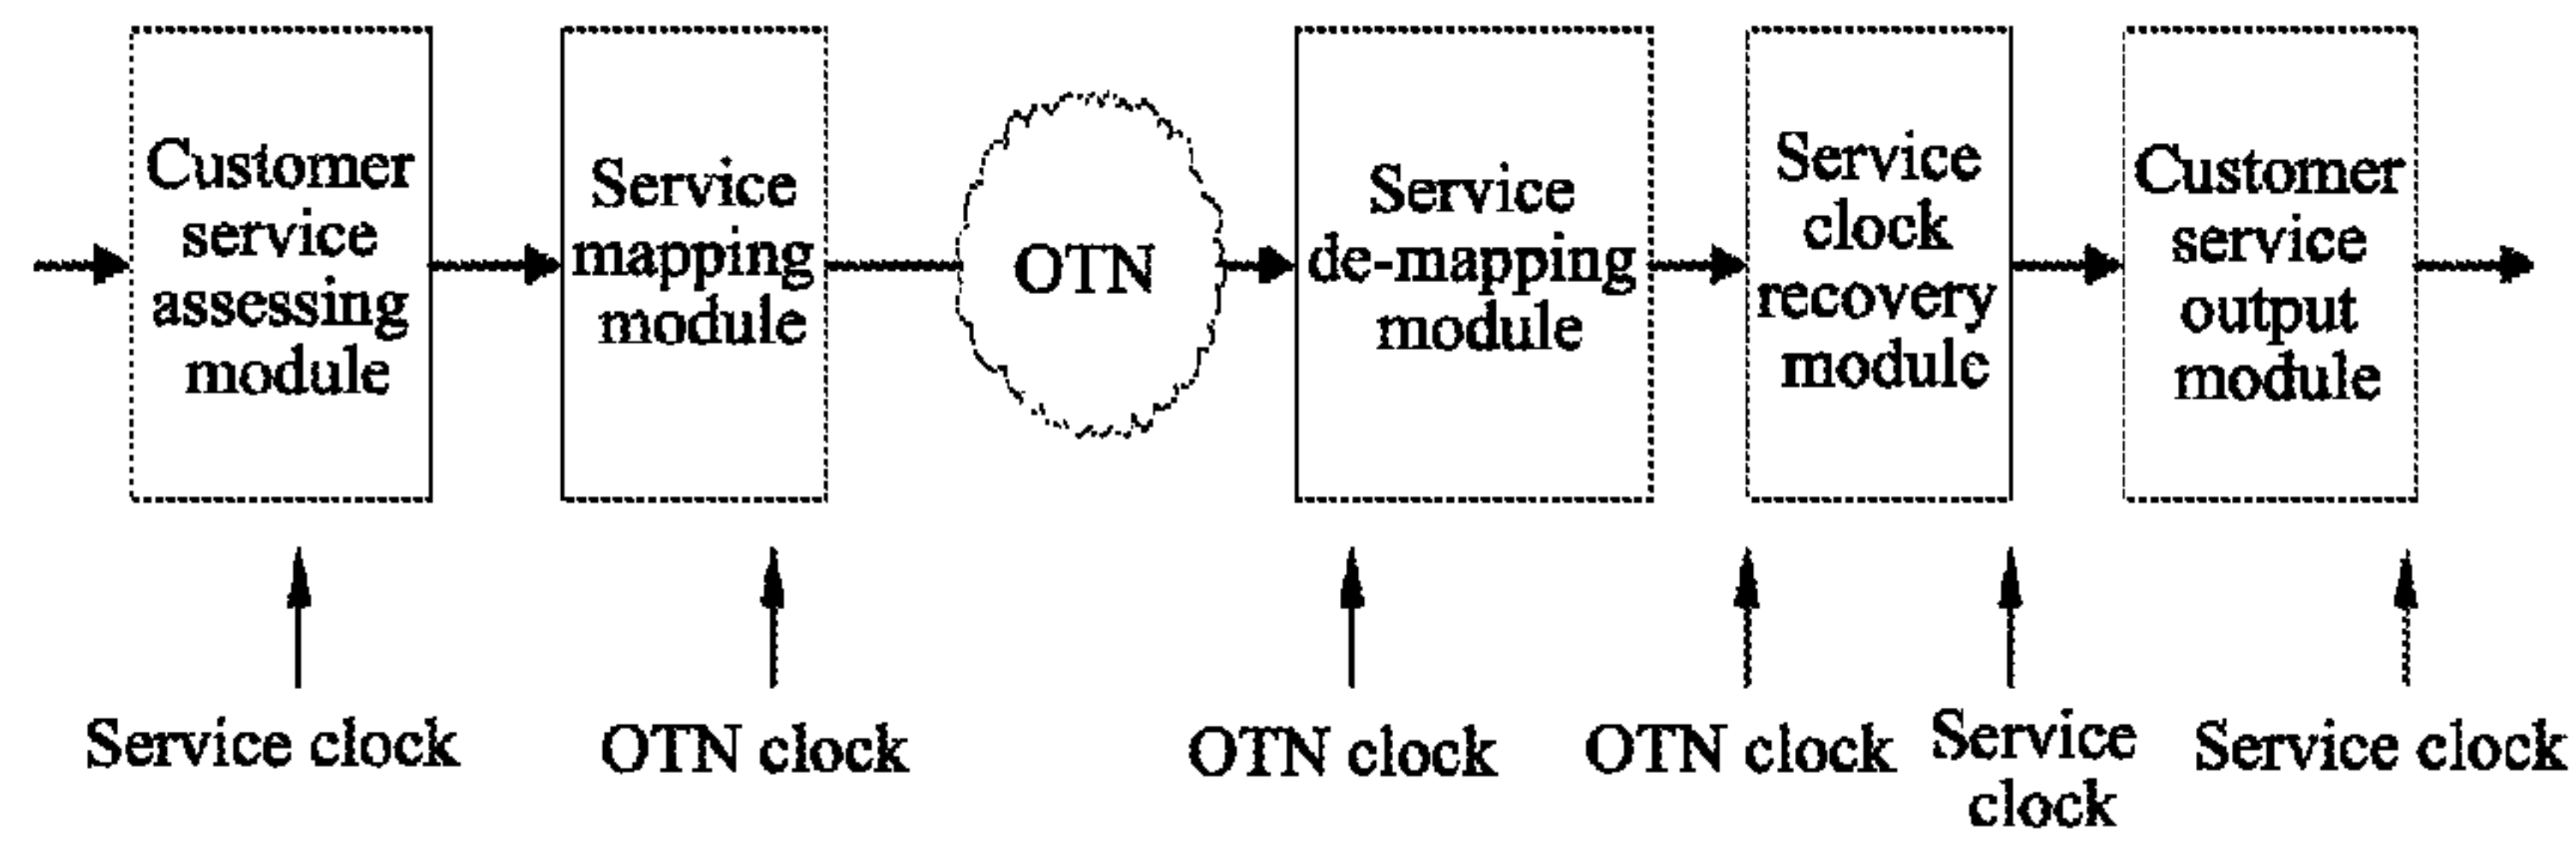 Customer
service
assessing
module
Service
mapping
module
OTN
Service
de-mapping
module
Service
clock
recovery
module
Customer
service
output
module
Service clock
OTN clock
OTN clock
OTN clock
Service
clock
Service clock